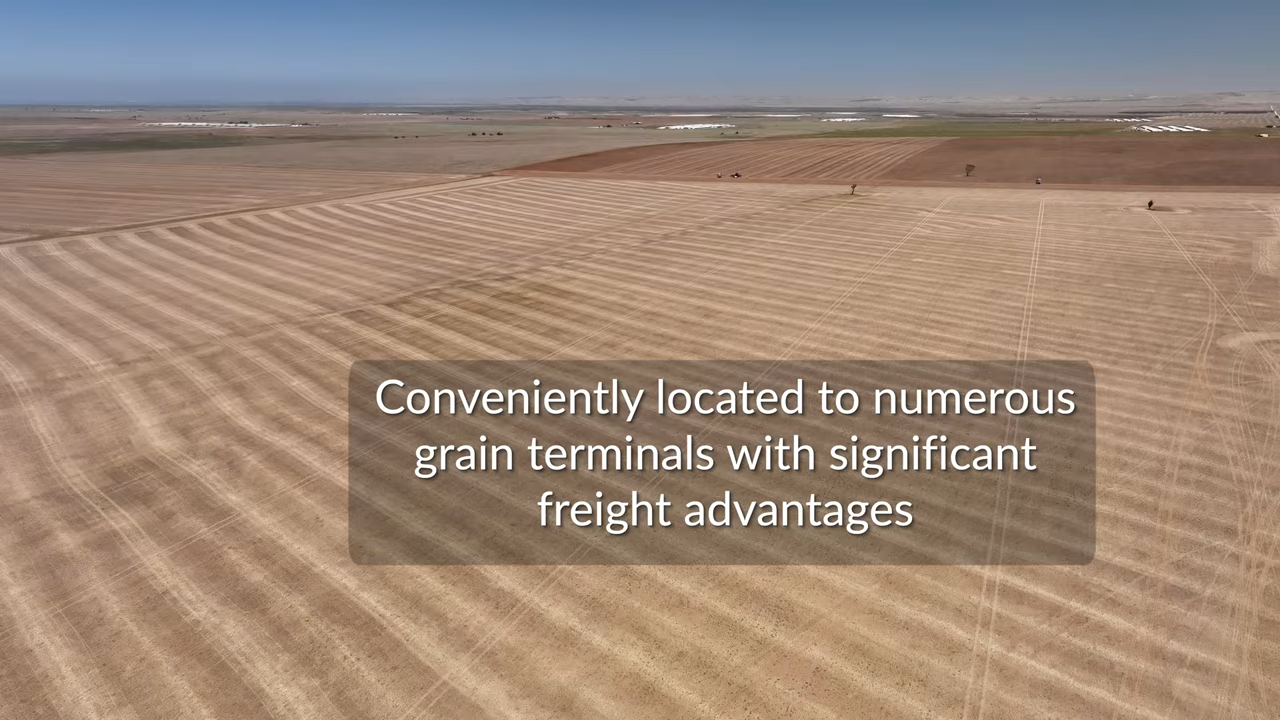 Conveniently located to numerous
grain terminals with significant
freight advantages